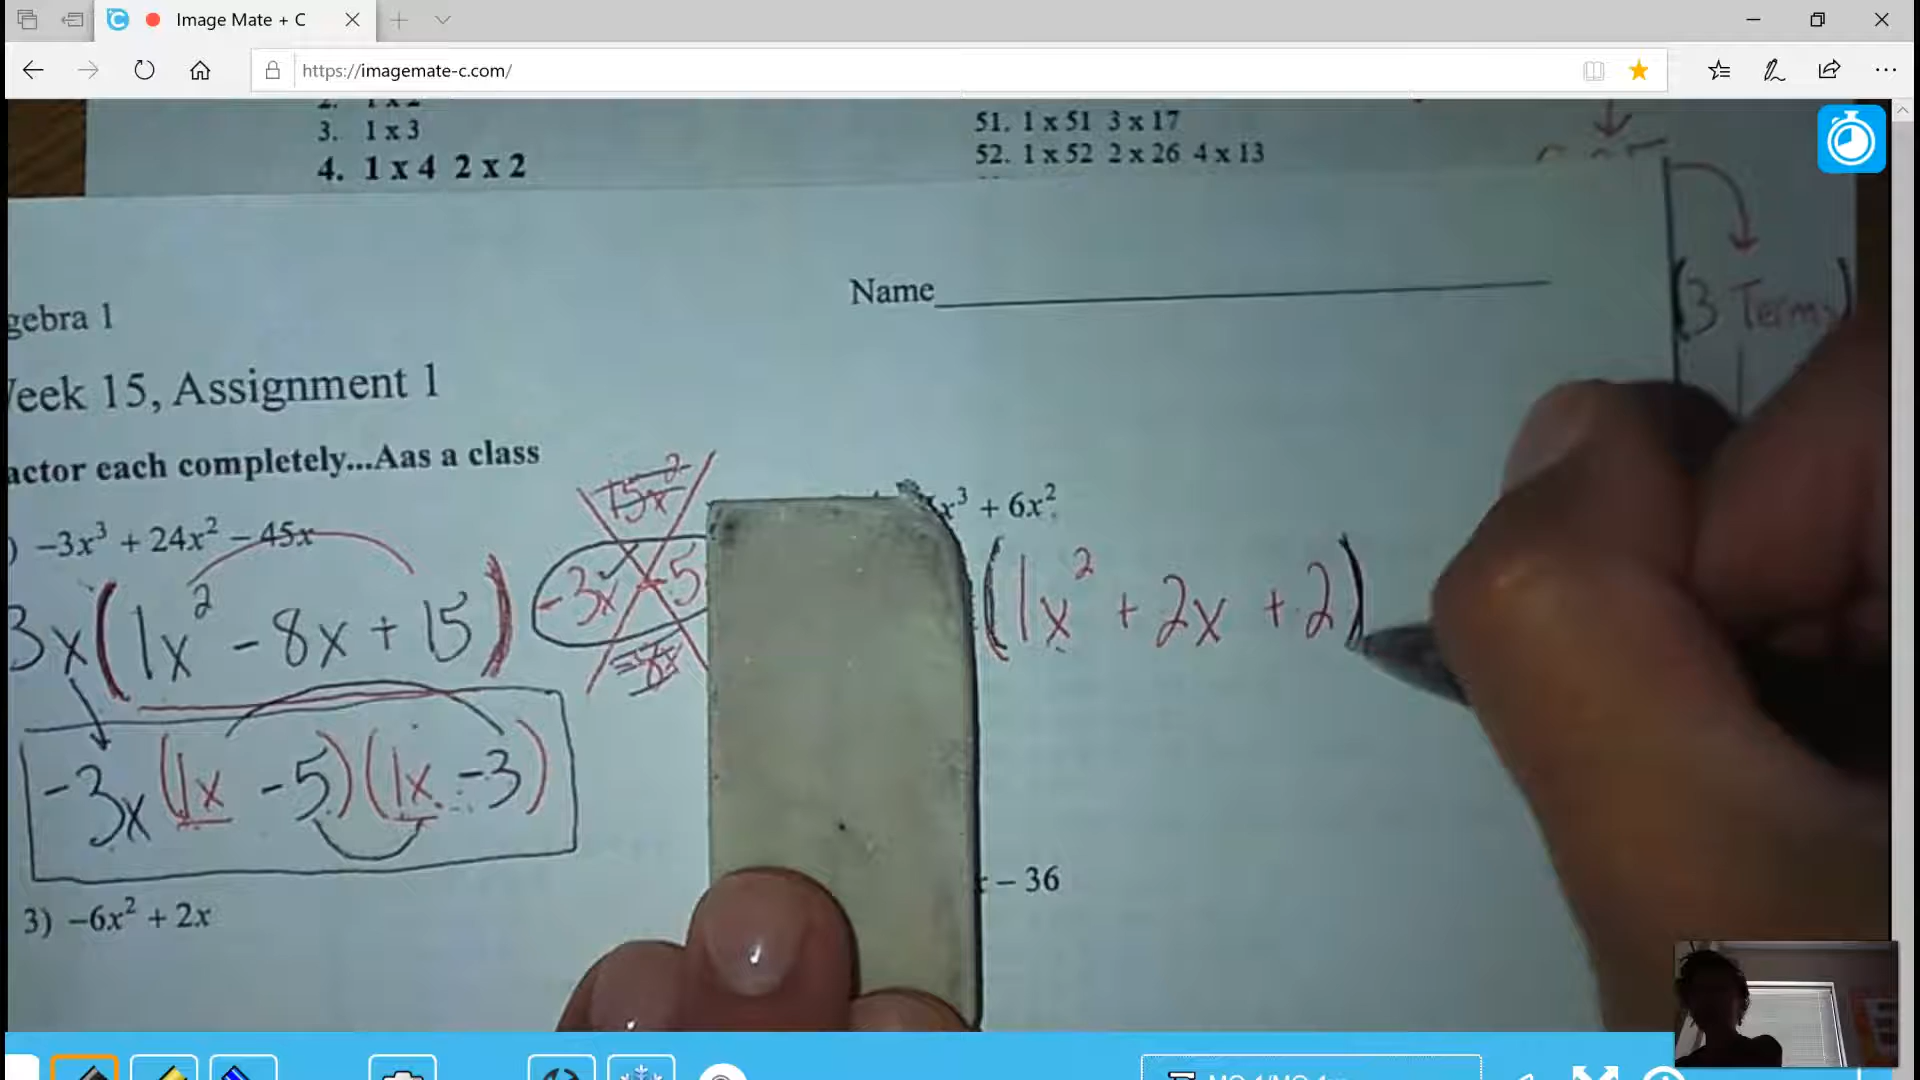 Image Mate + C
https://imagemate-c.com/
3. 1 x 3
4. 1 x 4 2 x 2
51. 1 x 51 3 x 17
52. 1 x 52 2 x 26 4 x 13
gebra 1
Name
eek 15, Assignment 1
(3 Terms)
actor each completely...Aas a class
) −3x³ + 24x² − 45x
15x²
x³ + 6x²
3x(1x² - 8x + 15)
-3x -5
-8x
(1x² + 2x + 2)
-3x(1x - 5)(1x - 3)
− 36
3) −6x² + 2x